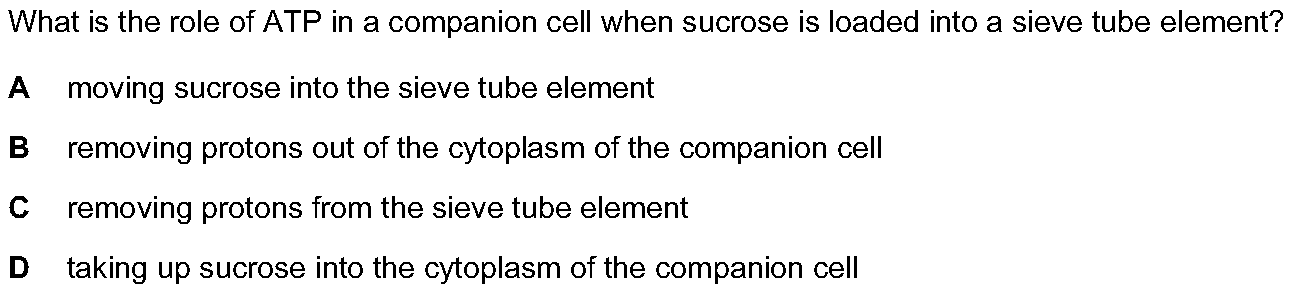 What is the role of ATP in a companion cell when sucrose is loaded into a sieve tube element?
A moving sucrose into the sieve tube element
B removing protons out of the cytoplasm of the companion cell
C removing protons from the sieve tube element
D taking up sucrose into the cytoplasm of the companion cell